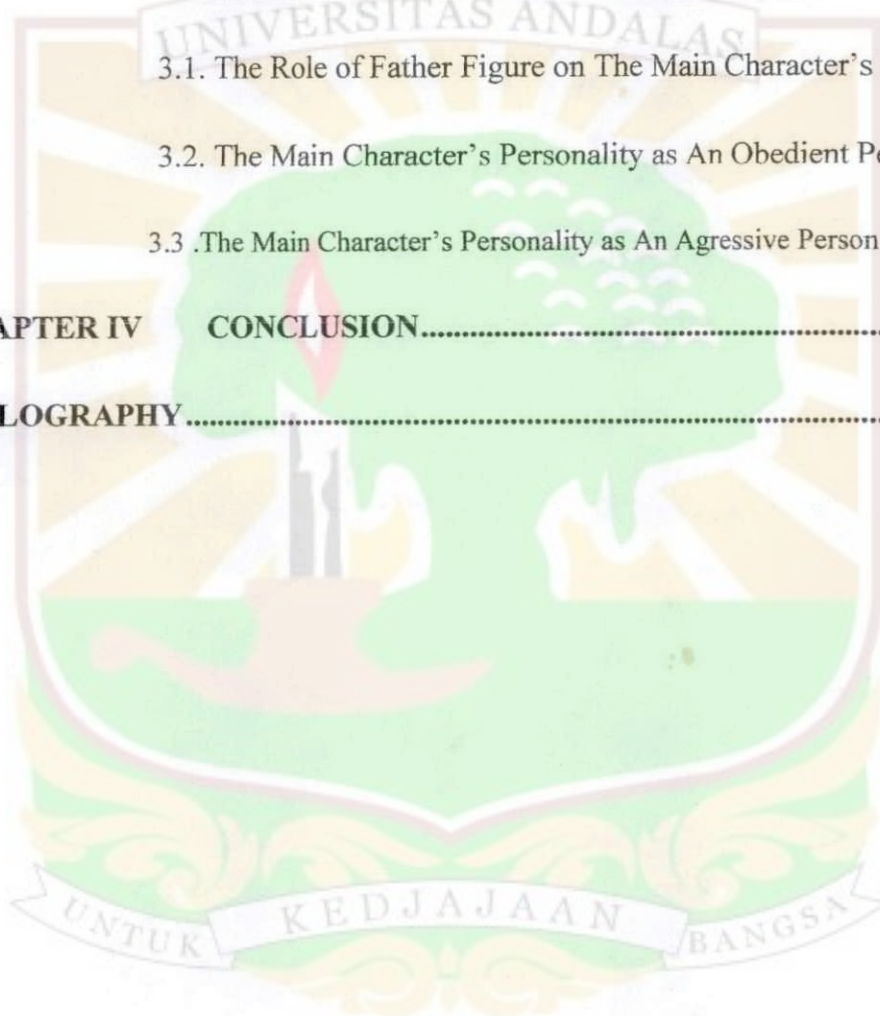 UNIVERSITAS ANDALAS
3.1. The Role of Father Figure on The Main Character's
3.2. The Main Character's Personality as An Obedient Pe
3.3 .The Main Character's Personality as An Agressive Person
APTER IV CONCLUSION
LOGRAPHY
UNTUK KEDJAJAAN BANGSA